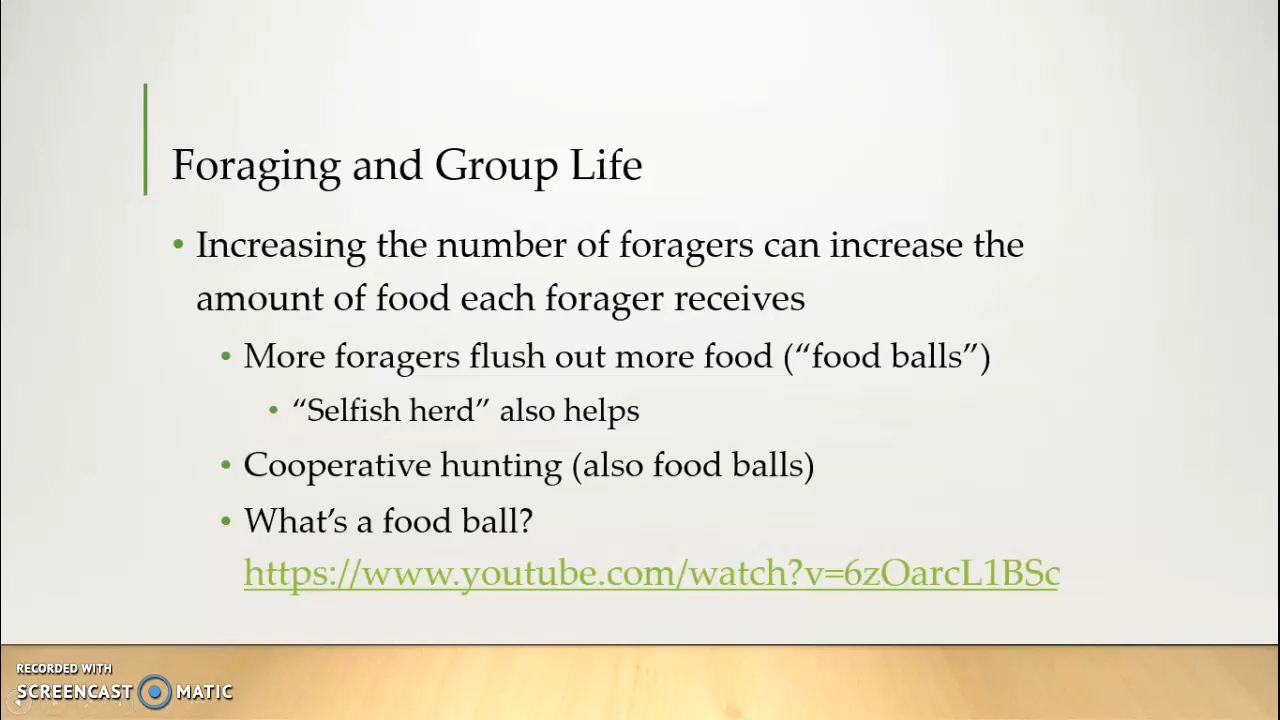 Foraging and Group Life
• Increasing the number of foragers can increase the
amount of food each forager receives
• More foragers flush out more food (“food balls”)
• “Selfish herd” also helps
• Cooperative hunting (also food balls)
• What’s a food ball?
https://www.youtube.com/watch?v=6zOarcL1BSc
RECORDED WITH
SCREENCAST MATIC